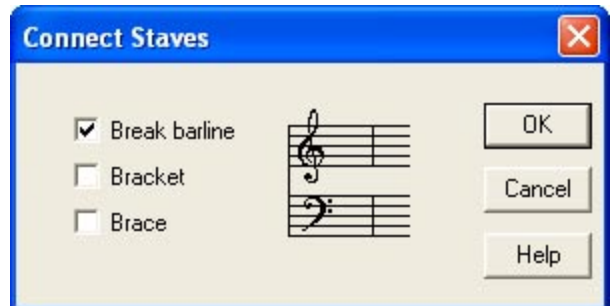 Connect Staves
Break barline
Bracket
Brace
OK
Cancel
Help